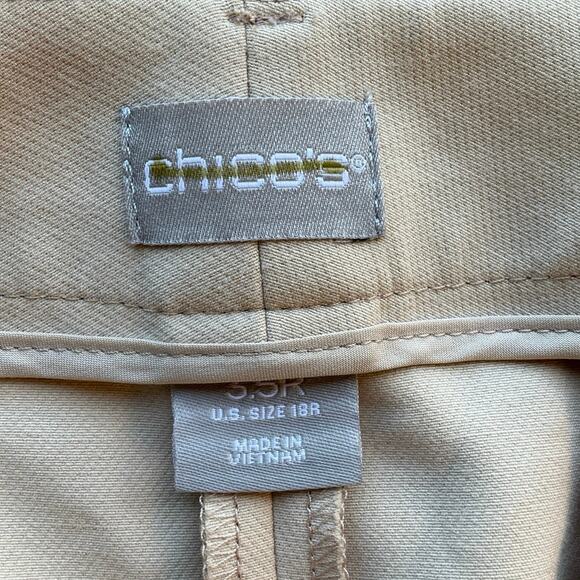 chico's®
3.5R
U.S. SIZE 18R
MADE IN
VIETNAM